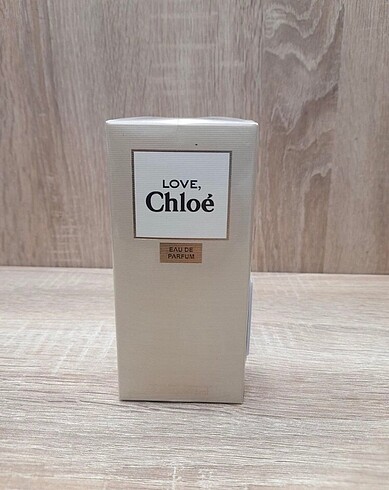 LOVE,
Chloé
EAU DE
PARFUM